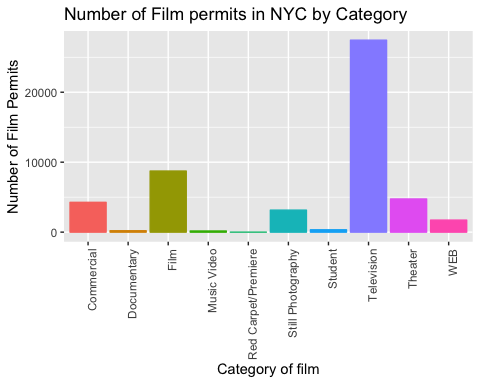 Number of Film permits in NYC by Category
Number of Film Permits
20000
10000
0
Commercial
Documentary
Film
Music Video
Red Carpet/Premiere
Still Photography
Student
Television
Theater
WEB
Category of film